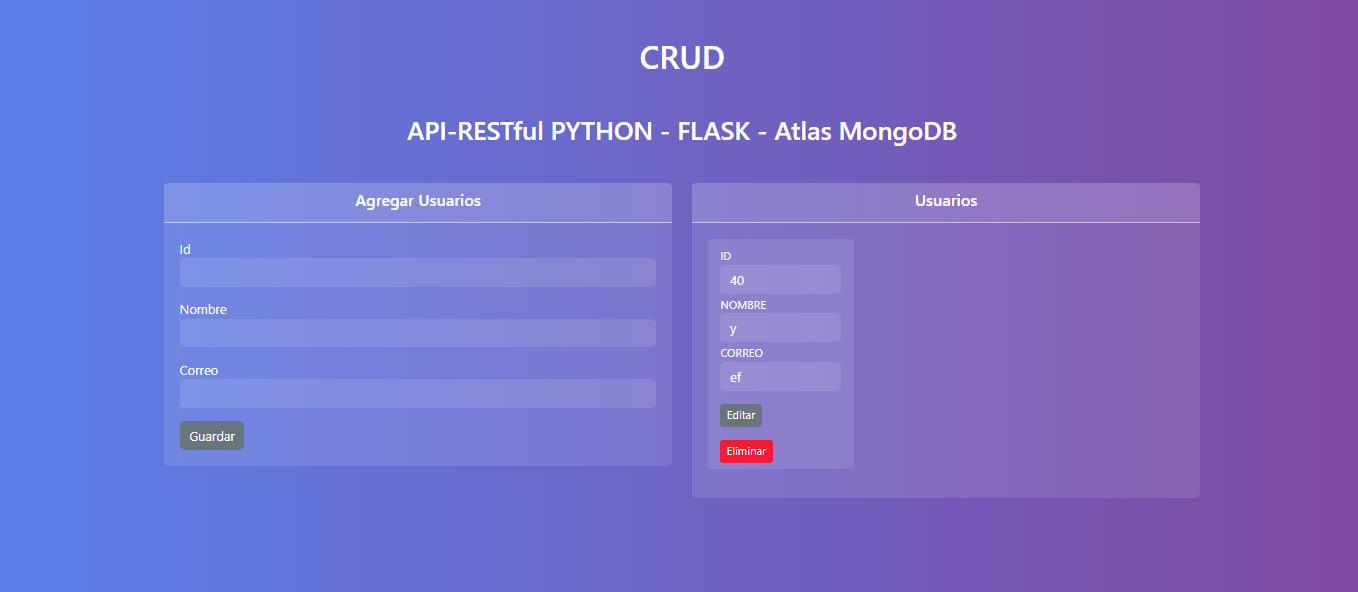 CRUD
API-RESTful PYTHON - FLASK - Atlas MongoDB
Agregar Usuarios
Id
Nombre
Correo
Guardar
Usuarios
ID
40
NOMBRE
y
CORREO
ef
Editar
Eliminar